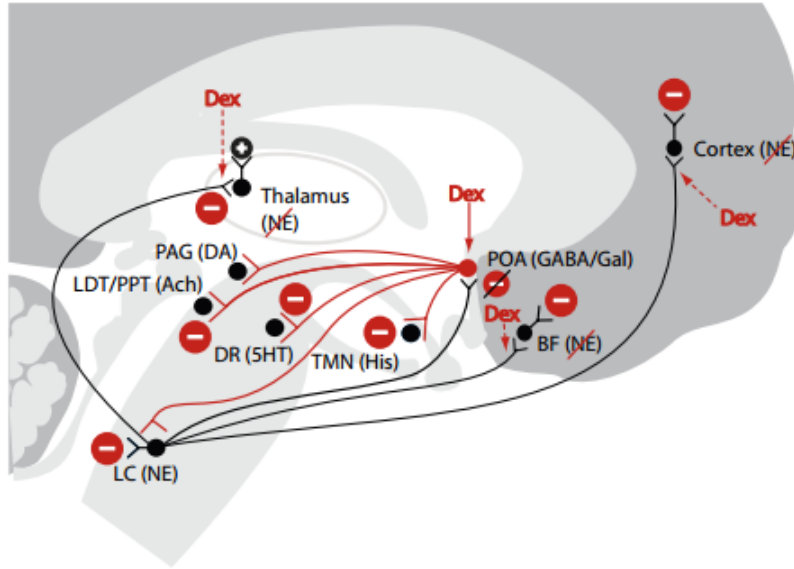 Dex
Cortex (NE)
Thalamus
(NE)
Dex
Dex
PAG (DA)
POA (GABA/Gal)
LDT/PPT (Ach)
Dex
BF (NE)
DR (5HT)
TMN (His)
LC (NE)